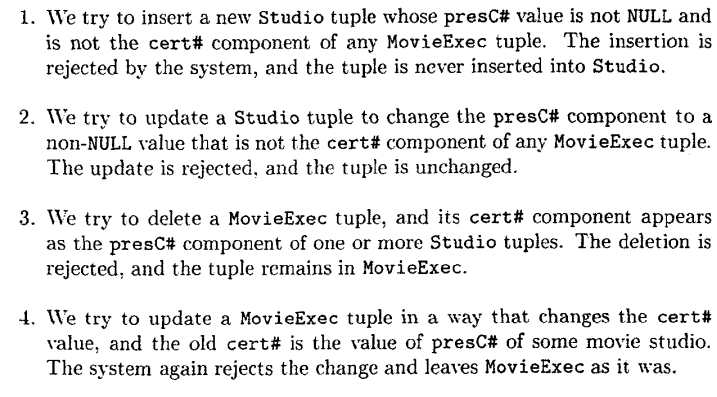 1. We try to insert a new Studio tuple whose presC# value is not NULL and
is not the cert# component of any MovieExec tuple. The insertion is
rejected by the system, and the tuple is never inserted into Studio.
2. We try to update a Studio tuple to change the presC# component to a
non-NULL value that is not the cert# component of any MovieExec tuple.
The update is rejected, and the tuple is unchanged.
3. We try to delete a MovieExec tuple, and its cert# component appears
as the presC# component of one or more Studio tuples. The deletion is
rejected, and the tuple remains in MovieExec.
4. We try to update a MovieExec tuple in a way that changes the cert#
value, and the old cert# is the value of presC# of some movie studio.
The system again rejects the change and leaves MovieExec as it was.